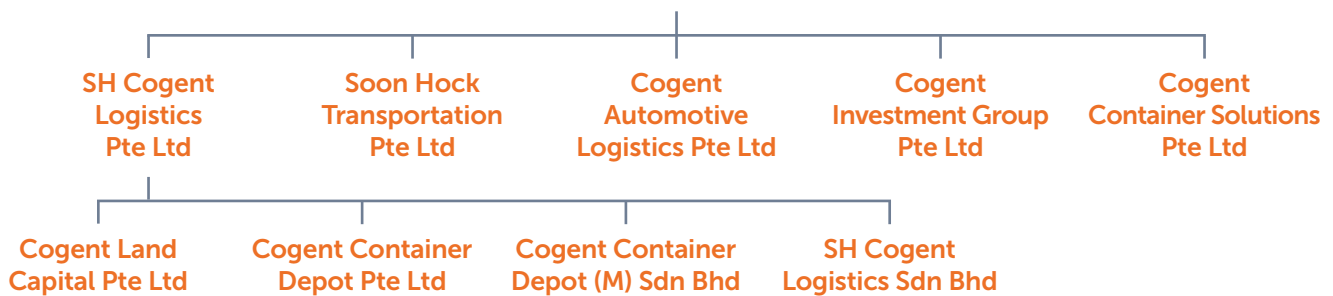 SH Cogent
Logistics
Pte Ltd
Soon Hock
Transportation
Pte Ltd
Cogent
Automotive
Logistics Pte Ltd
Cogent
Investment Group
Pte Ltd
Cogent
Container Solutions
Pte Ltd
Cogent Land
Capital Pte Ltd
Cogent Container
Depot Pte Ltd
Cogent Container
Depot (M) Sdn Bhd
SH Cogent
Logistics Sdn Bhd